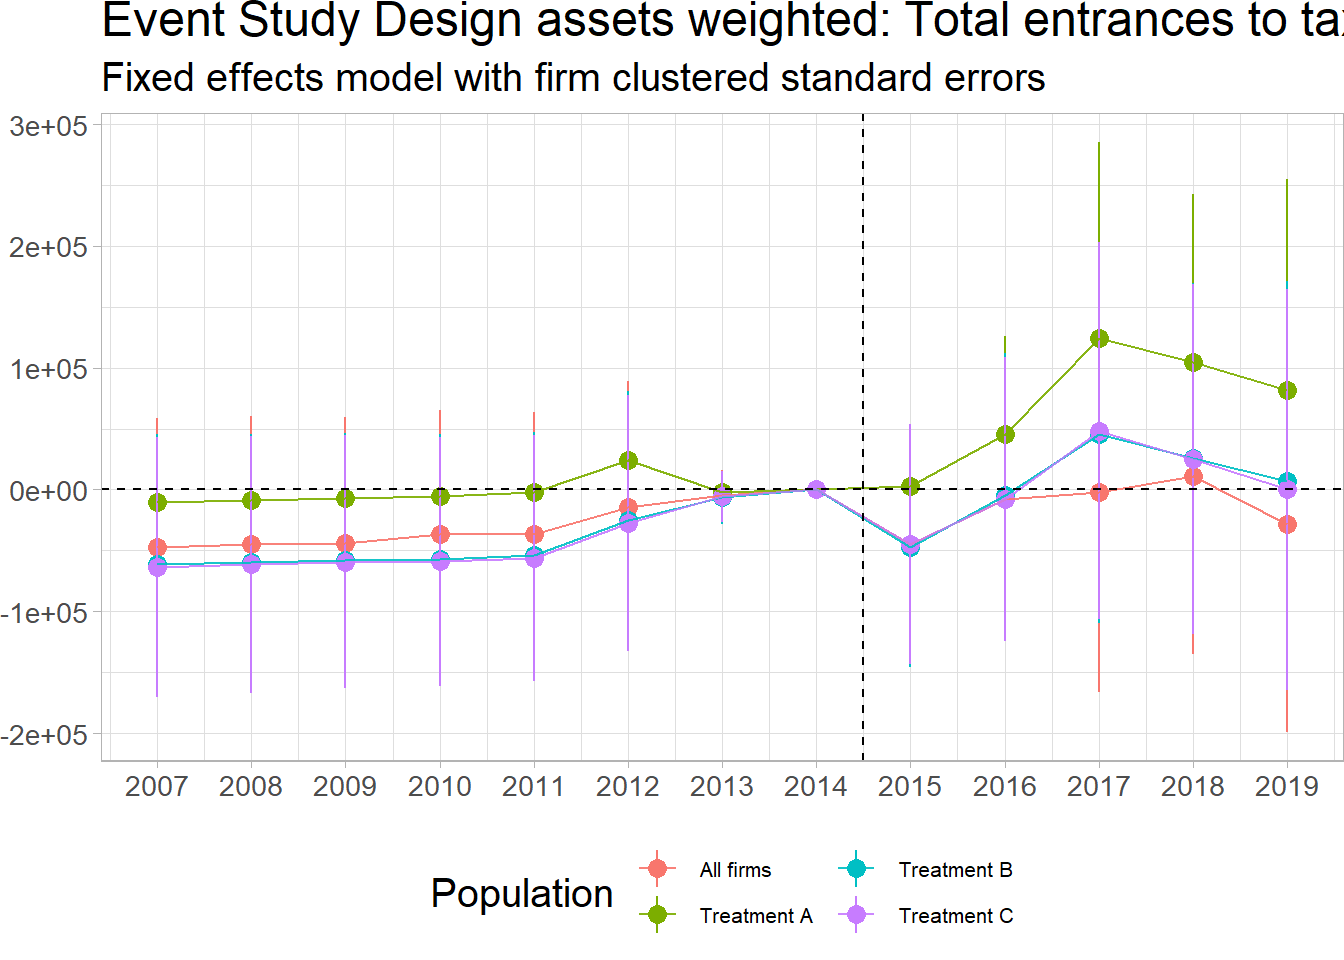 Event Study Design assets weighted: Total entrances to
Fixed effects model with firm clustered standard errors
3e+05
2e+05
1e+05
0e+00
-1e+05
-2e+05
2007 2008 2009 2010 2011 2012 2013 2014 2015 2016 2017 2018 2019
Population
All firms
Treatment A
Treatment B
Treatment C